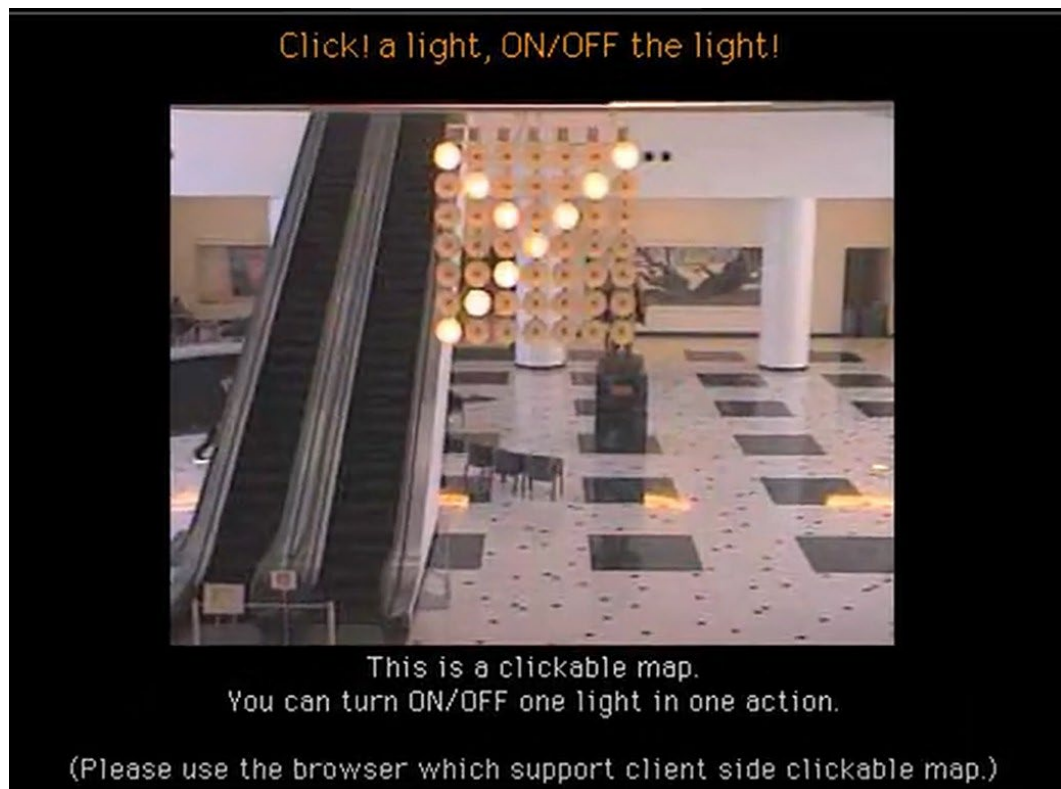 Click! a light, ON/OFF the light!
This is a clickable map.
You can turn ON/OFF one light in one action.
(Please use the browser which support client side clickable map.)